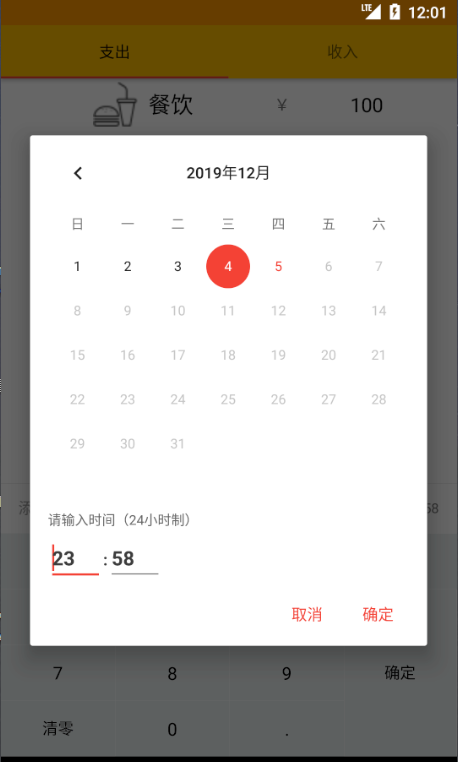 LTE 12:01
支出 收入
餐饮 ¥ 100
2019年12月
日 一 二 三 四 五 六
1 2 3 4 5 6 7
8 9 10 11 12 13 14
15 16 17 18 19 20 21
22 23 24 25 26 27 28
29 30 31
58
请输入时间（24小时制）
23 : 58
取消 确定
7 8 9 确定
清零 0 .